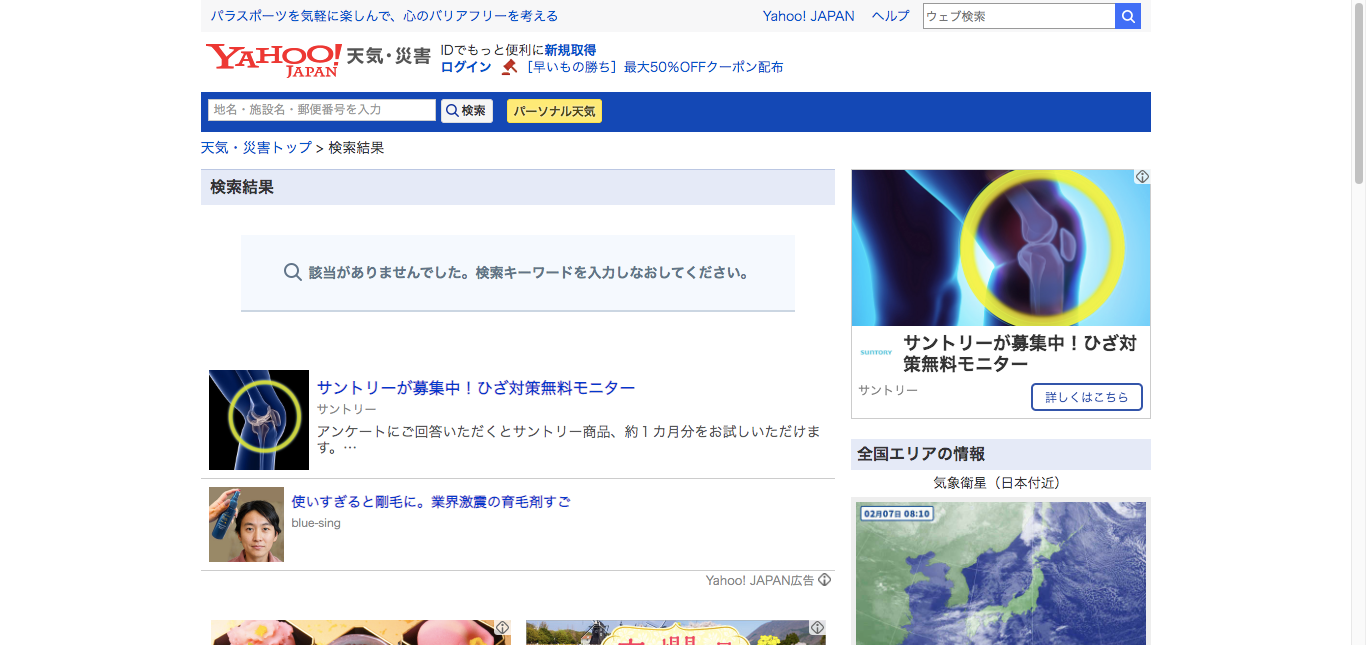 パラスポーツを気軽に楽しんで、心のバリアフリーを考える
Yahoo! JAPAN ヘルプ ウェブ検索
YAHOO! JAPAN 天気・災害
IDでもっと便利に新規取得
ログイン [早いもの勝ち] 最大50%OFFクーポン配布
地名・施設名・郵便番号を入力 検索 パーソナル天気
天気・災害トップ > 検索結果
検索結果
該当がありませんでした。検索キーワードを入力しなおしてください。
サントリーが募集中！ひざ対策無料モニター
サントリー
アンケートにご回答いただくとサントリー商品、約１カ月分をお試しいただけま
す。…
使いすぎると剛毛に。業界激震の育毛剤すご
blue-sing
Yahoo! JAPAN広告
SUNTORY
サントリーが募集中！ひざ対
策無料モニター
サントリー
詳しくはこちら
全国エリアの情報
気象衛星（日本付近）
02月07日 08:10